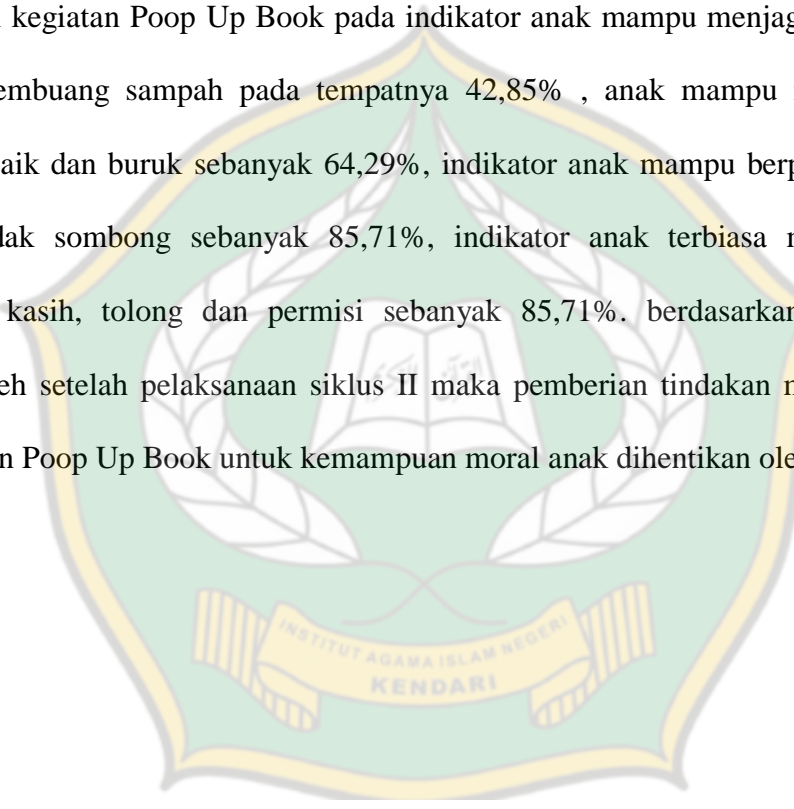 kegiatan Poop Up Book pada indikator anak mampu menjag
embuang sampah pada tempatnya 42,85% , anak mampu
aik dan buruk sebanyak 64,29%, indikator anak mampu berp
dak sombong sebanyak 85,71%, indikator anak terbiasa
kasih, tolong dan permisi sebanyak 85,71%. berdasarkan
eh setelah pelaksanaan siklus II maka pemberian tindakan
n Poop Up Book untuk kemampuan moral anak dihentikan ole
INSTITUT AGAMA ISLAM NEGERI
KENDARI